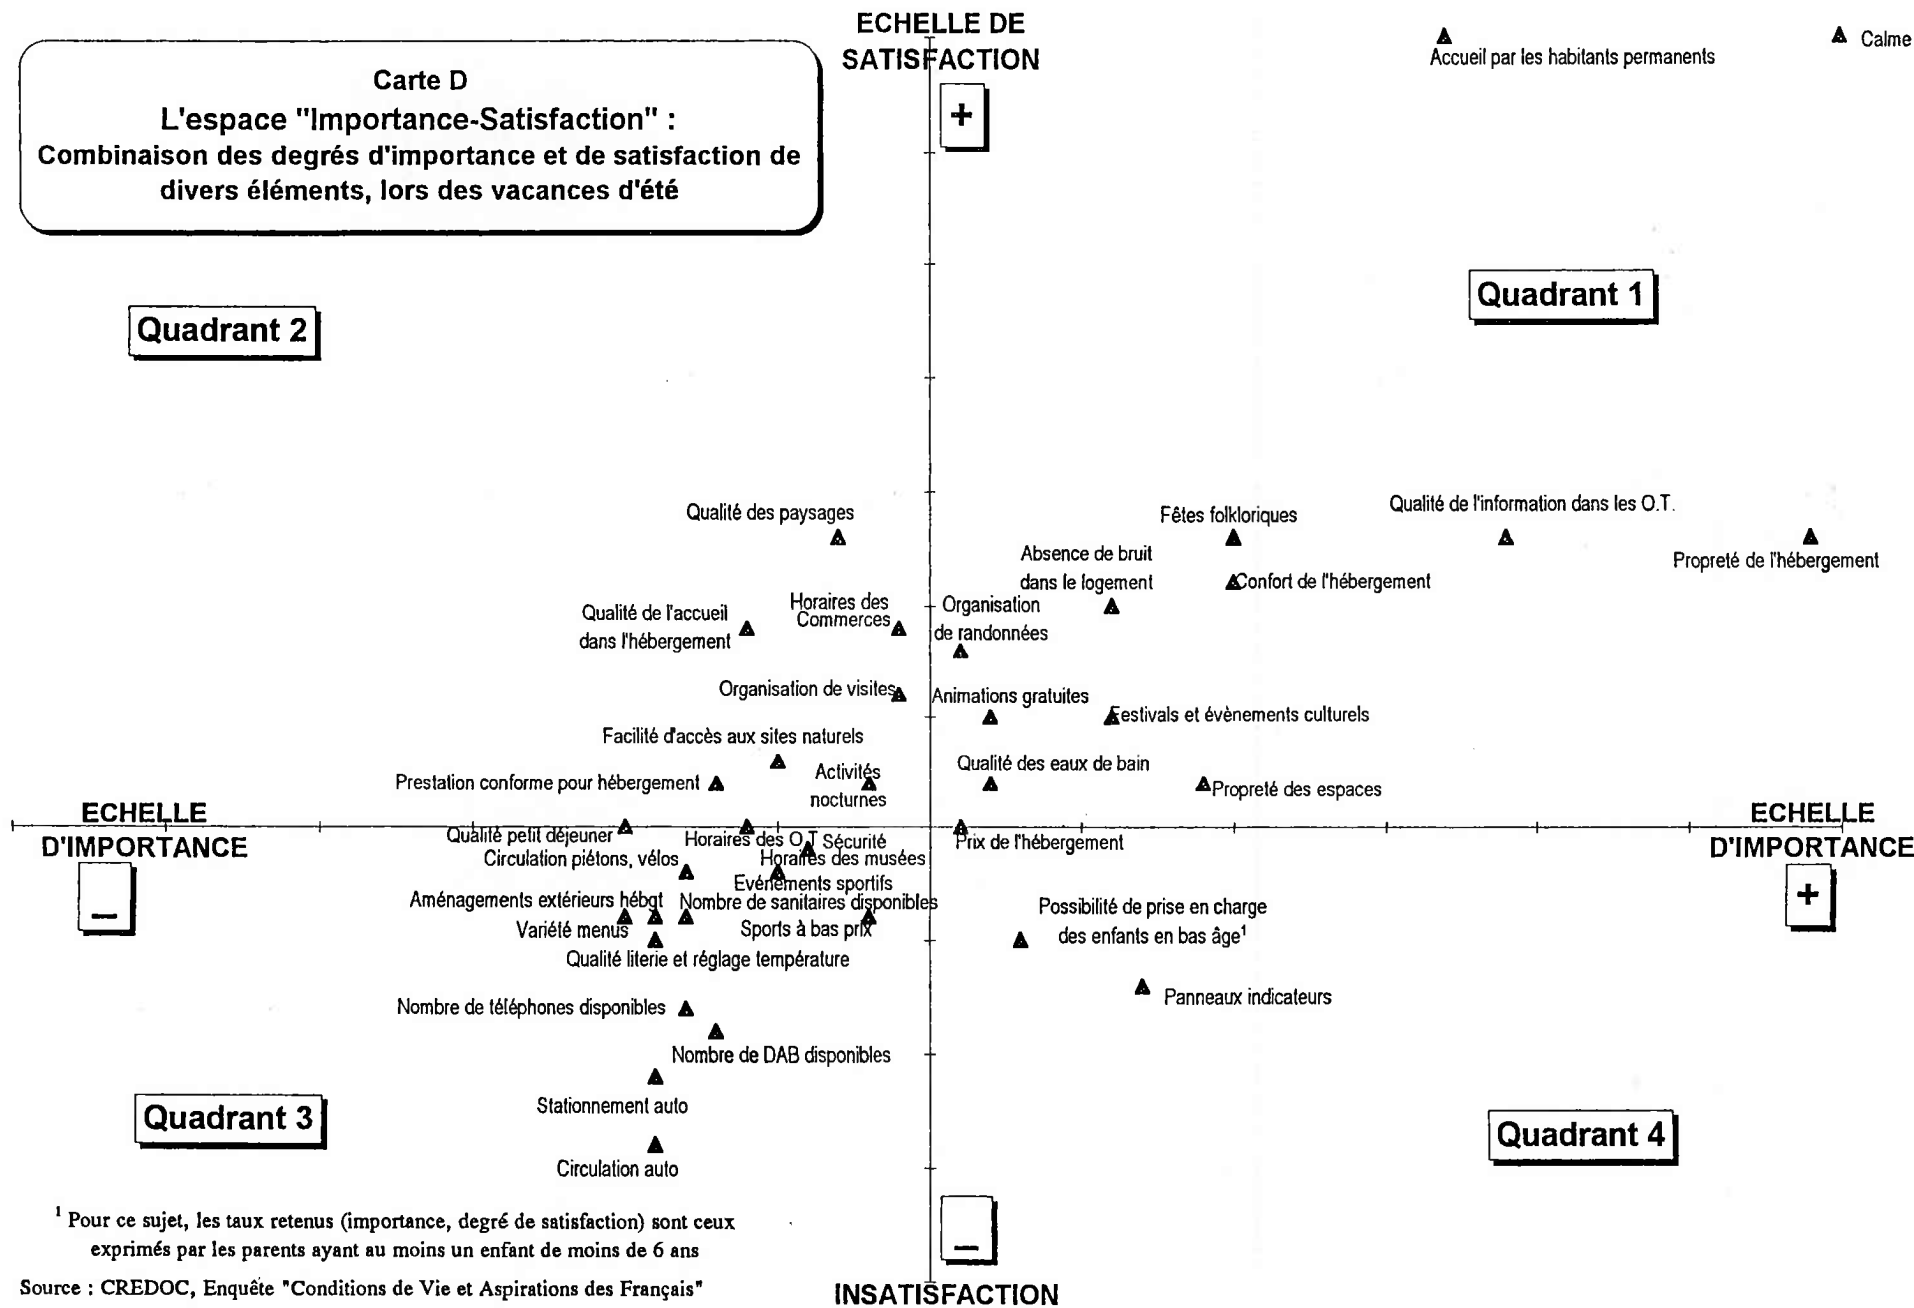 ECHELLE DE
SATISFACTION
+
Carte D
L'espace "Importance-Satisfaction" :
Combinaison des degrés d'importance et de satisfaction de
divers éléments, lors des vacances d'été
Accueil par les habitants permanents
Calme
Quadrant 2
Quadrant 1
Qualité des paysages
Fêtes folkloriques
Qualité de l'information dans les O.T.
Propreté de l'hébergement
Absence de bruit
dans le logement
Confort de l'hébergement
Qualité de l'accueil
dans l'hébergement
Horaires des
Commerces
Organisation
de randonnées
Organisation de visites
Animations gratuites
Festivals et évènements culturels
Facilité d'accès aux sites naturels
Prestation conforme pour hébergement
Activités
nocturnes
Qualité des eaux de bain
Propreté des espaces
ECHELLE
D'IMPORTANCE
_
ECHELLE
D'IMPORTANCE
+
Qualité petit déjeuner
Horaires des O.T
Sécurité
Prix de l'hébergement
Circulation piétons, vélos
Horaires des musées
Evénements sportifs
Aménagements extérieurs hébgt
Nombre de sanitaires disponibles
Variété menus
Sports à bas prix
Qualité literie et réglage température
Possibilité de prise en charge
des enfants en bas âge¹
Panneaux indicateurs
Nombre de téléphones disponibles
Nombre de DAB disponibles
Stationnement auto
Circulation auto
Quadrant 3
Quadrant 4
¹ Pour ce sujet, les taux retenus (importance, degré de satisfaction) sont ceux
exprimés par les parents ayant au moins un enfant de moins de 6 ans
Source : CREDOC, Enquête "Conditions de Vie et Aspirations des Français"
_
INSATISFACTION